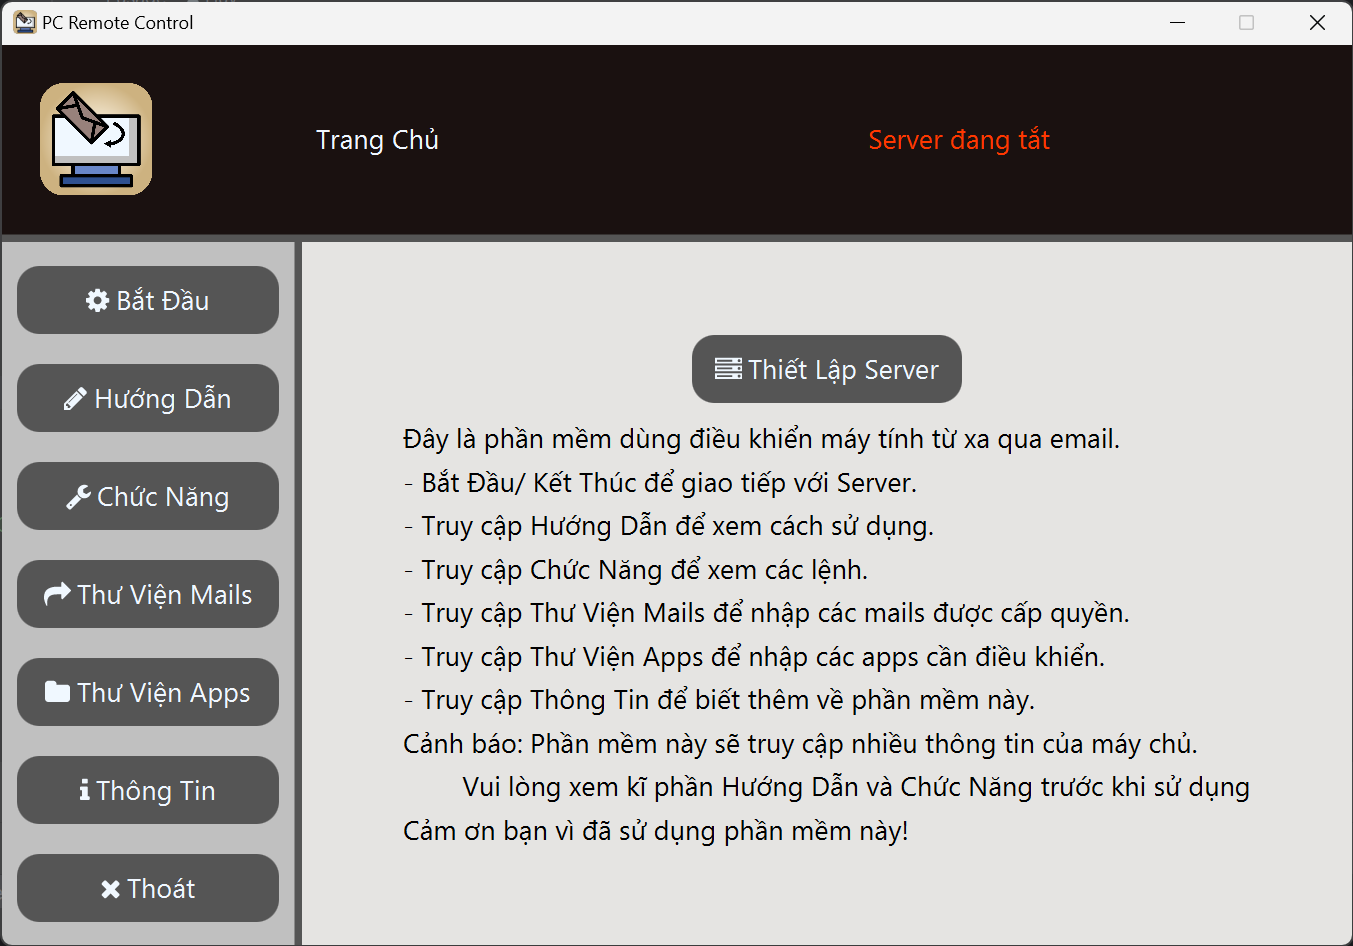 PC Remote Control
Trang Chủ
Server đang tắt
Bắt Đầu
Hướng Dẫn
Chức Năng
Thư Viện Mails
Thư Viện Apps
Thông Tin
Thoát
Thiết Lập Server
Đây là phần mềm dùng điều khiển máy tính từ xa qua email.
- Bắt Đầu/ Kết Thúc để giao tiếp với Server.
- Truy cập Hướng Dẫn để xem cách sử dụng.
- Truy cập Chức Năng để xem các lệnh.
- Truy cập Thư Viện Mails để nhập các mails được cấp quyền.
- Truy cập Thư Viện Apps để nhập các apps cần điều khiển.
- Truy cập Thông Tin để biết thêm về phần mềm này.
Cảnh báo: Phần mềm này sẽ truy cập nhiều thông tin của máy chủ.
Vui lòng xem kĩ phần Hướng Dẫn và Chức Năng trước khi sử dụng
Cảm ơn bạn vì đã sử dụng phần mềm này!